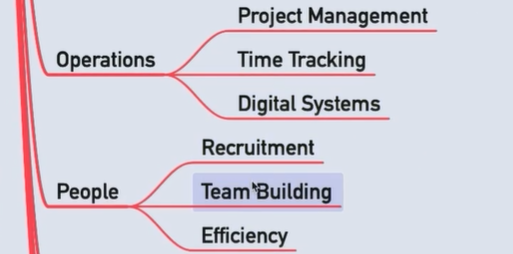 Project Management
Operations
Time Tracking
Digital Systems
Recruitment
People
Team Building
Efficiency